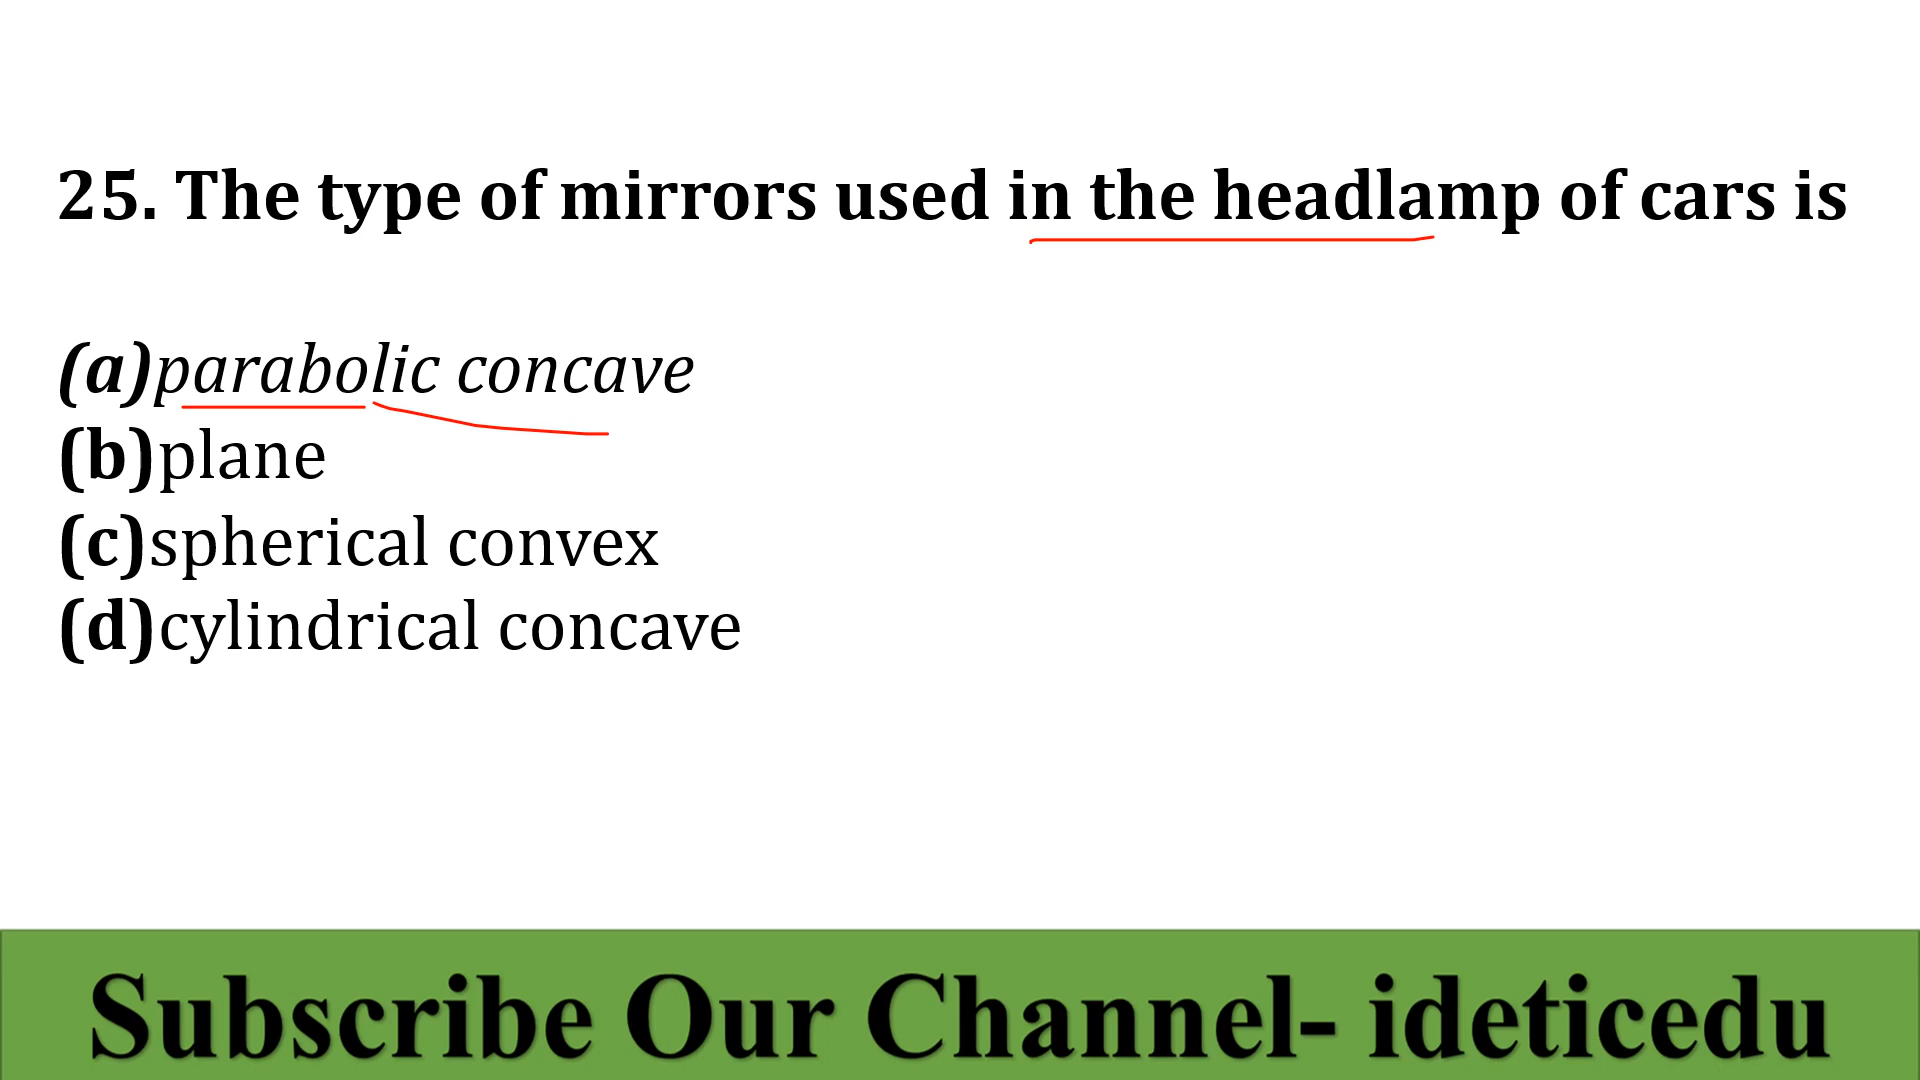 25. The type of mirrors used in the headlamp of cars is
(a)parabolic concave
(b)plane
(c)spherical convex
(d)cylindrical concave
Subscribe Our Channel- ideticedu